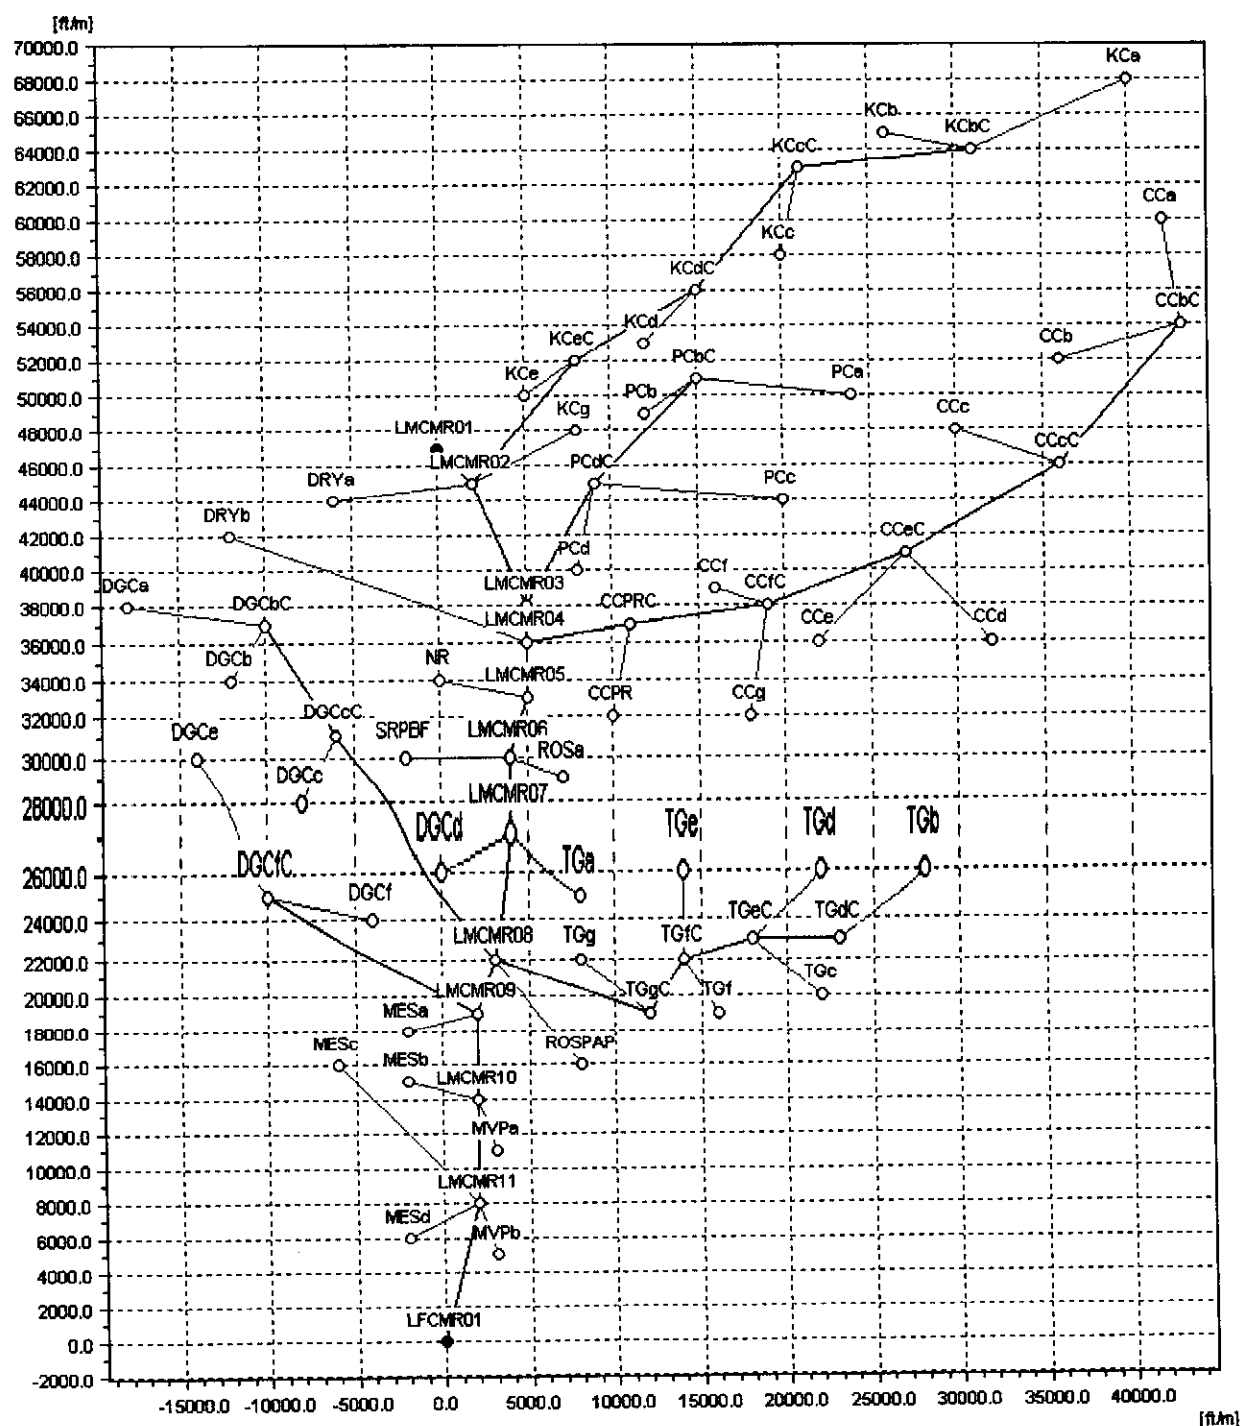 [ft/m]
70000.0
KCa
68000.0
KCb
66000.0
KCbC
KCcC
64000.0
62000.0
CCa
60000.0
KCc
58000.0
KCdC
56000.0
CCbC
54000.0
KCeC
KCd
CCb
52000.0
PCbC
KCe
PCa
50000.0
PCb
KCg
CCc
48000.0
LMCMR01
CCcC
46000.0
LMCMR02
PCdC
DRYa
PCc
44000.0
DRYb
42000.0
PCd
CCeC
40000.0
DGCa
LMCMR03
CCf
CCfC
38000.0
DGCbC
LMCMR04
CCPRC
CCe
CCd
36000.0
DGCb
NR
LMCMR05
34000.0
CCPR
CCg
32000.0
DGCe
DGCcC
SRPBF
LMCMR06
ROSa
30000.0
DGCc
LMCMR07
28000.0
DGCd
TGe
TGd
TGb
DGCfC
TGa
26000.0
DGCf
TGeC
TGdC
24000.0
LMCMR08
TGg
TGfC
TGc
22000.0
LMCMR09
TGgC
TGf
20000.0
MESa
18000.0
MESc
MESb
ROSPAP
16000.0
LMCMR10
14000.0
MVPa
12000.0
10000.0
LMCMR11
8000.0
MESd
MVPb
6000.0
4000.0
2000.0
LFCMR01
0.0
-2000.0
-15000.0 -10000.0 -5000.0 0.0 5000.0 10000.0 15000.0 20000.0 25000.0 30000.0 35000.0 40000.0
[ft/m]